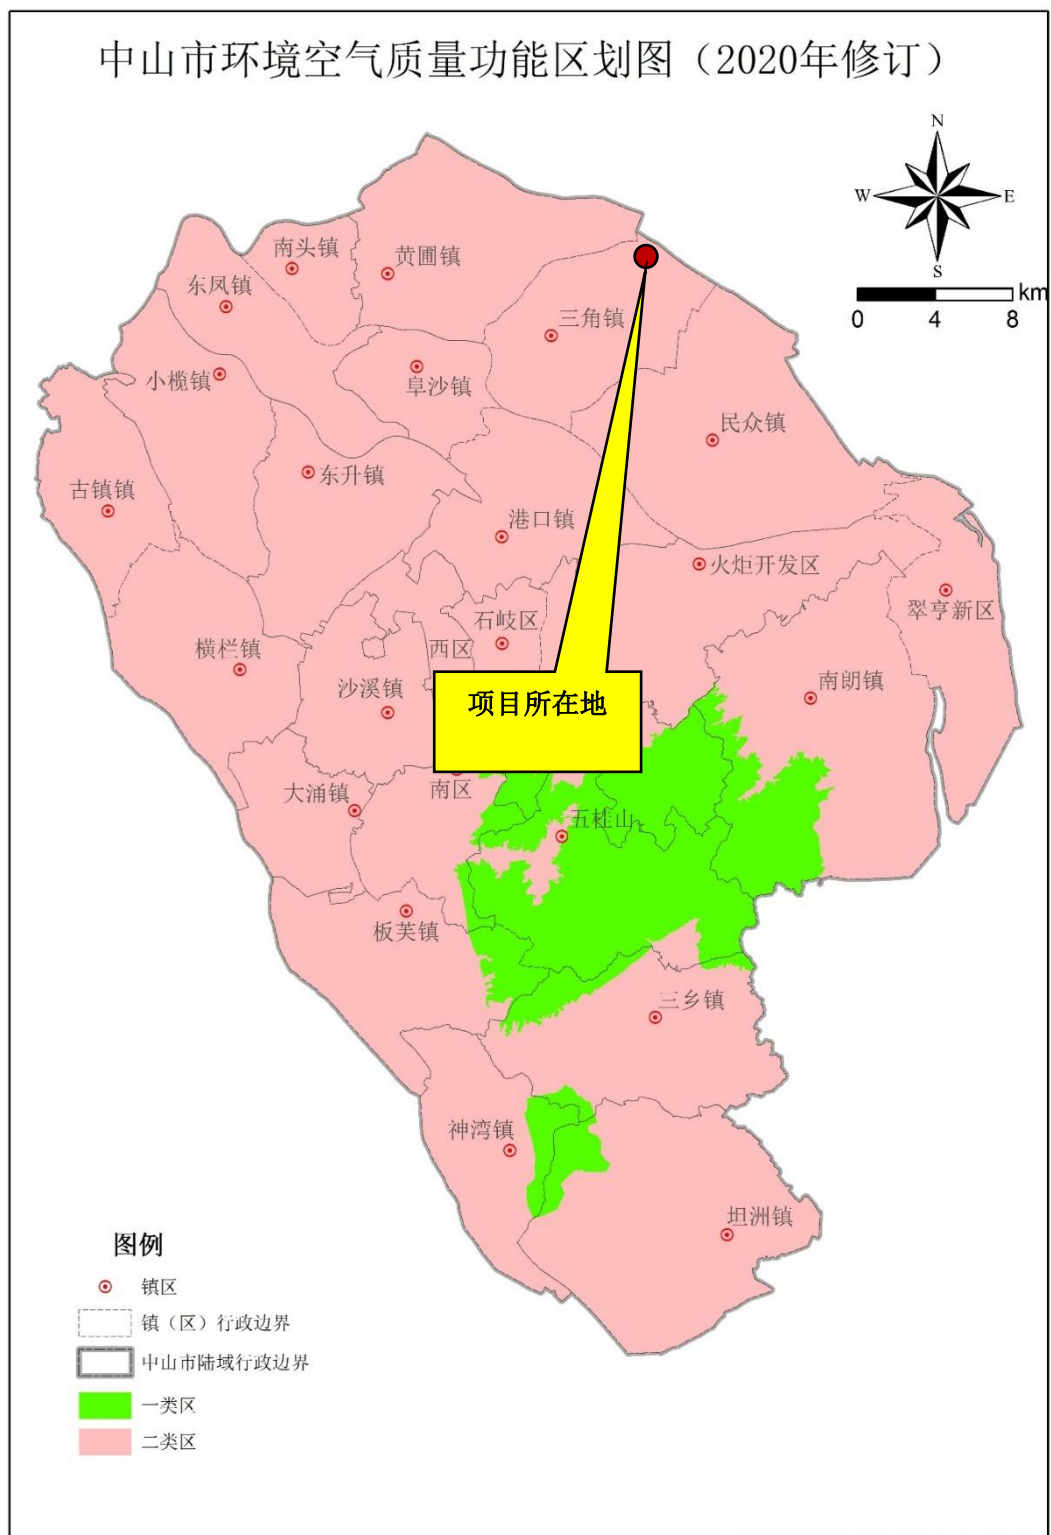 中山市环境空气质量功能区划图（2020年修订）
N
W
E
S
km
0 4 8
南头镇
黄圃镇
东凤镇
三角镇
小榄镇
阜沙镇
民众镇
东升镇
古镇镇
港口镇
火炬开发区
翠亨新区
石岐区
西区
横栏镇
沙溪镇
南朗镇
项目所在地
南区
大涌镇
五桂山
板芙镇
三乡镇
神湾镇
坦洲镇
图例
镇区
镇（区）行政边界
中山市陆域行政边界
一类区
二类区